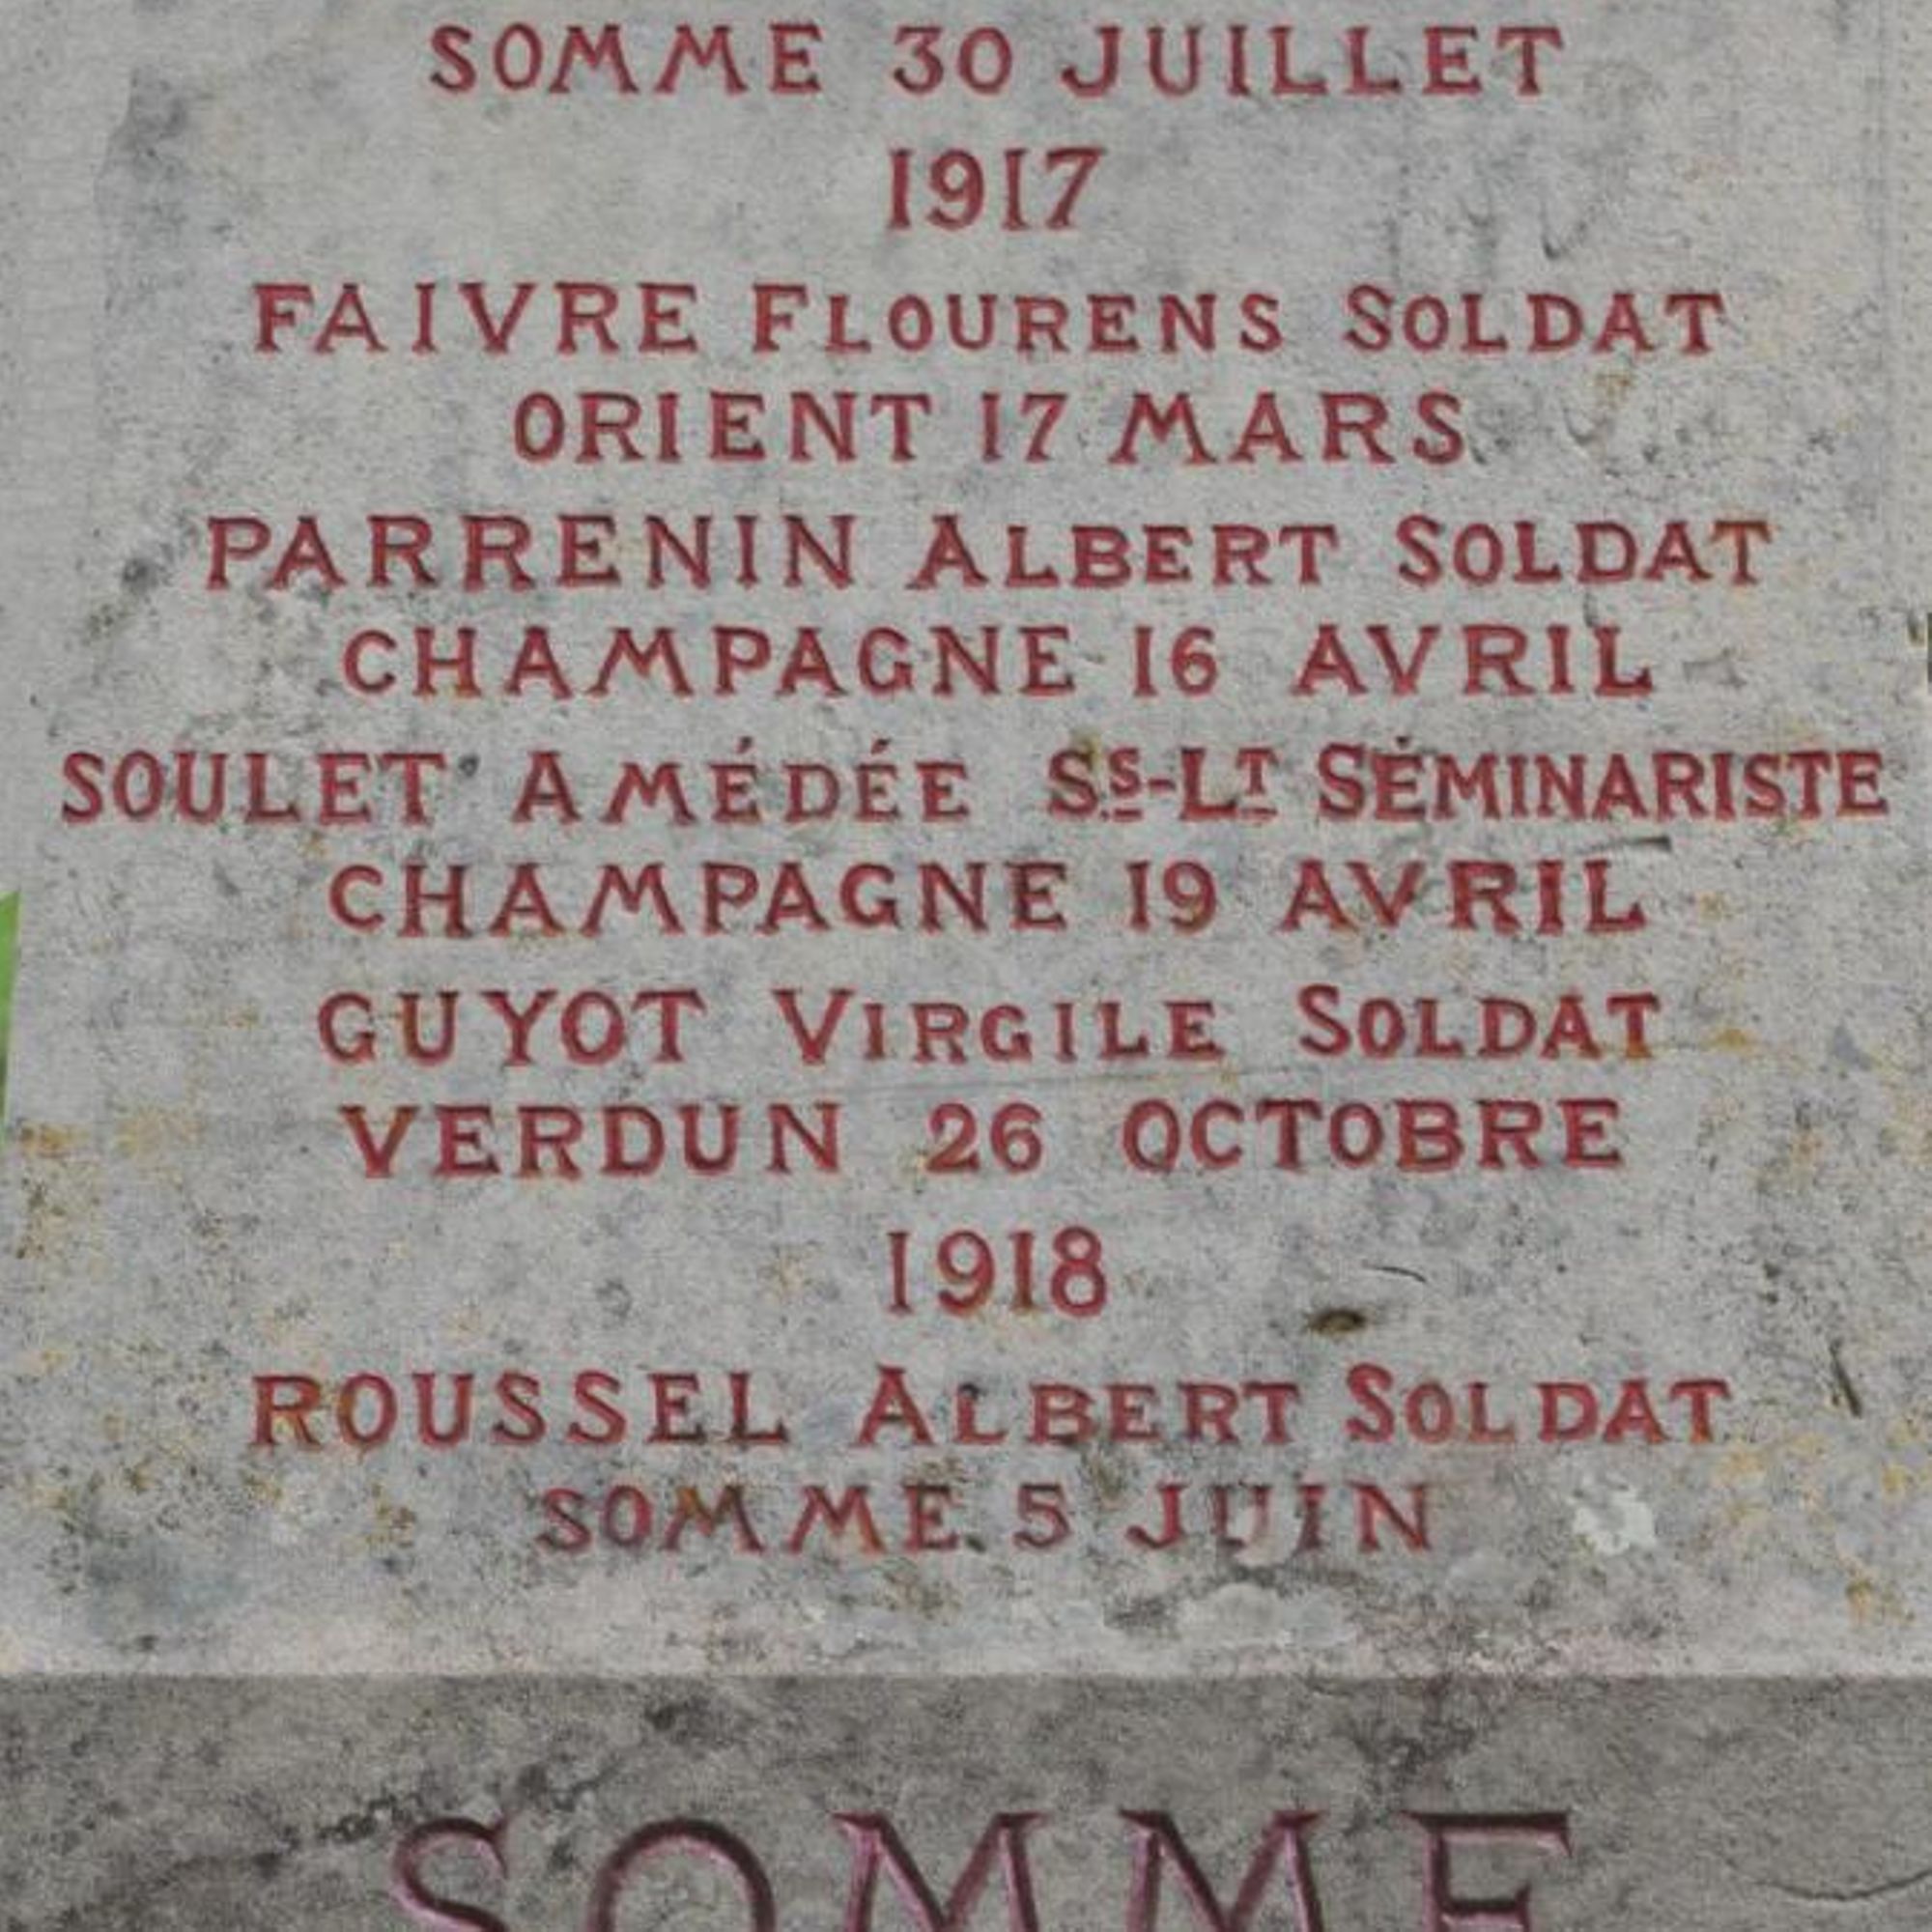 SOMME 30 JUILLET
1917
FAIVRE FLOURENS SOLDAT
ORIENT 17 MARS
PARRENIN ALBERT SOLDAT
CHAMPAGNE 16 AVRIL
SOULET AMÉDÉE SS-LT SÉMINARISTE
CHAMPAGNE 19 AVRIL
GUYOT VIRGILE SOLDAT
VERDUN 26 OCTOBRE
1918
ROUSSEL ALBERT SOLDAT
SOMME 5 JUIN
SOMME